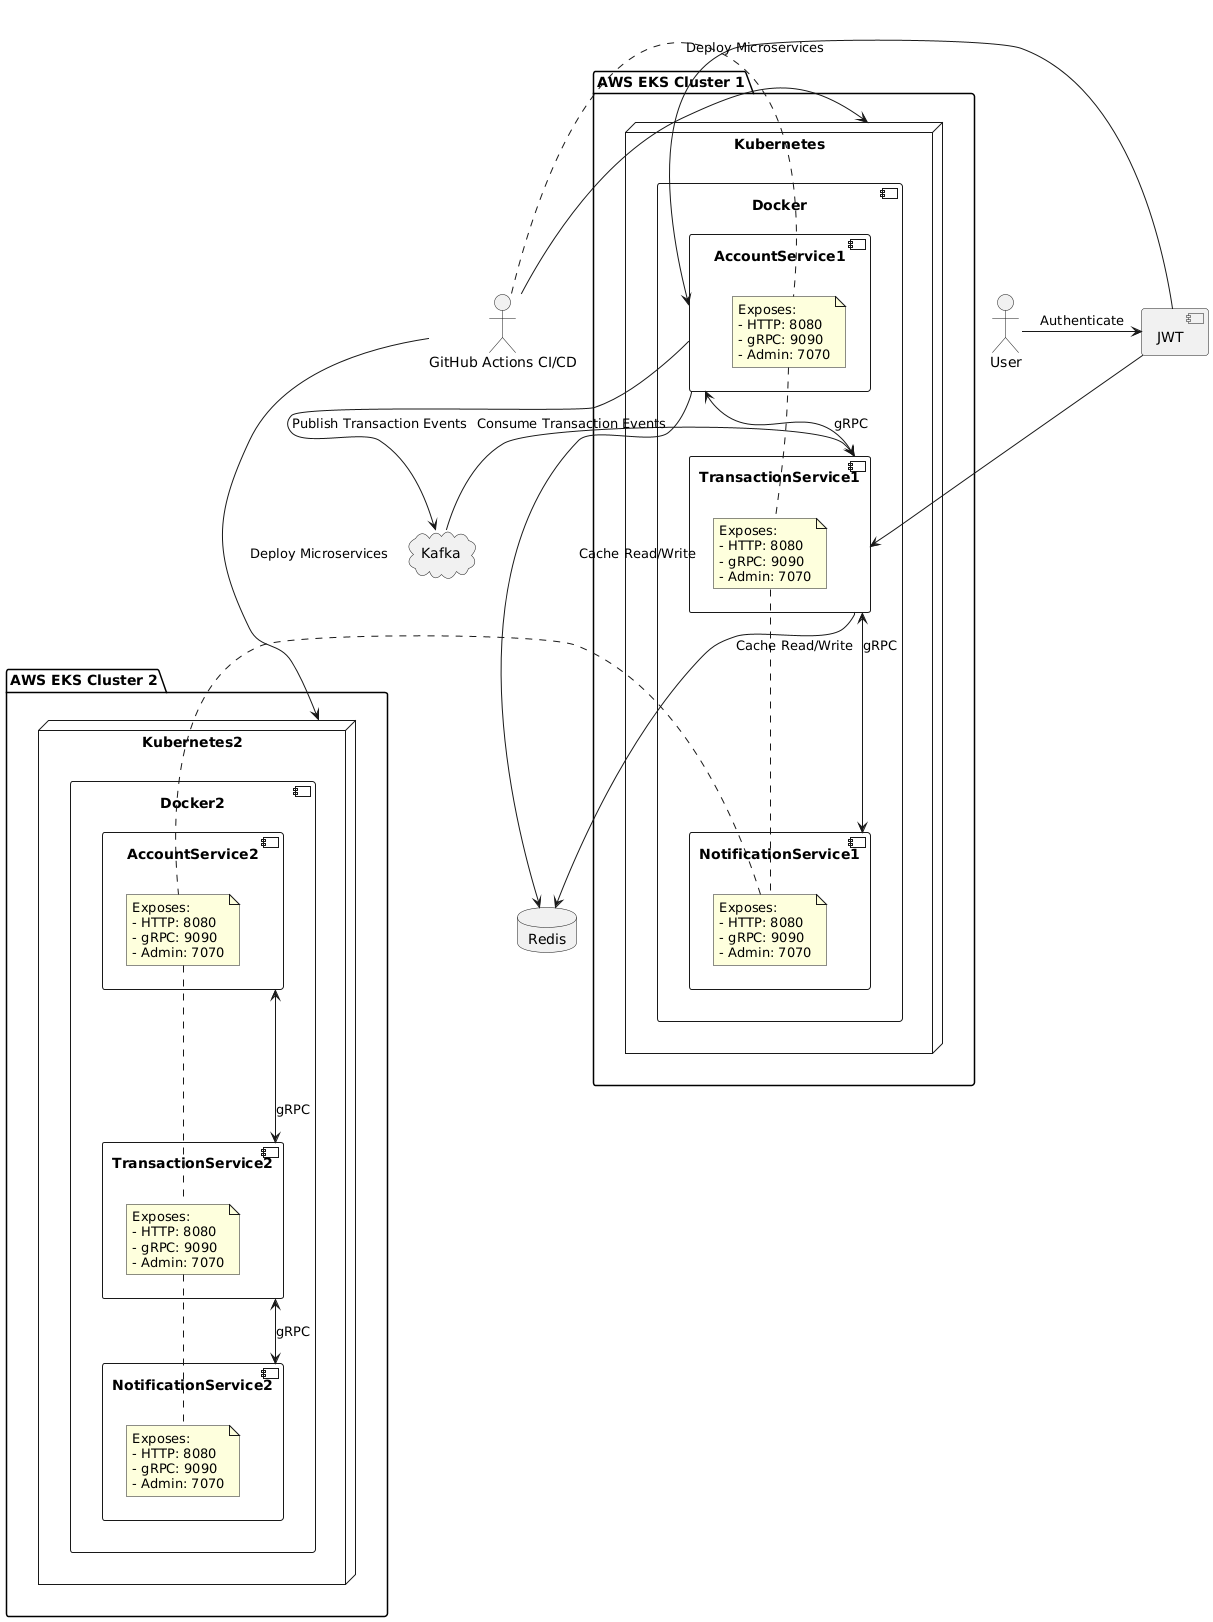 Deploy Microservices
AWS EKS Cluster 1
Kubernetes
Docker
AccountService1
Exposes:
- HTTP: 8080
- gRPC: 9090
- Admin: 7070
GitHub Actions CI/CD
User
Authenticate
JWT
Publish Transaction Events
Consume Transaction Events
gRPC
TransactionService1
Exposes:
- HTTP: 8080
- gRPC: 9090
- Admin: 7070
Deploy Microservices
Kafka
Cache Read/Write
Cache Read/Write
gRPC
AWS EKS Cluster 2
Kubernetes2
Docker2
AccountService2
Exposes:
- HTTP: 8080
- gRPC: 9090
- Admin: 7070
Redis
NotificationService1
Exposes:
- HTTP: 8080
- gRPC: 9090
- Admin: 7070
gRPC
TransactionService2
Exposes:
- HTTP: 8080
- gRPC: 9090
- Admin: 7070
gRPC
NotificationService2
Exposes:
- HTTP: 8080
- gRPC: 9090
- Admin: 7070